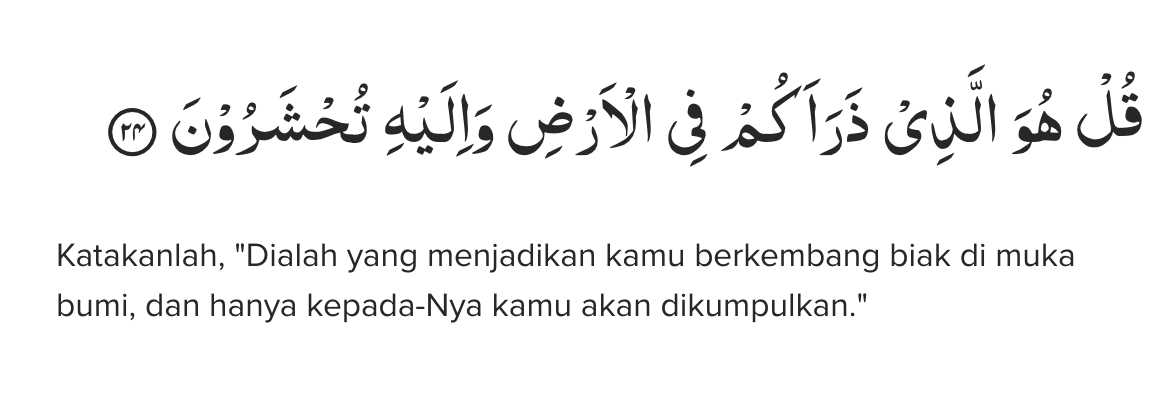 قُلْ هُوَ الَّذِيْ ذَرَاَكُمْ فِى الْاَرْضِ وَاِلَيْهِ تُحْشَرُوْنَ ٢٤
Katakanlah, "Dialah yang menjadikan kamu berkembang biak di muka
bumi, dan hanya kepada-Nya kamu akan dikumpulkan."